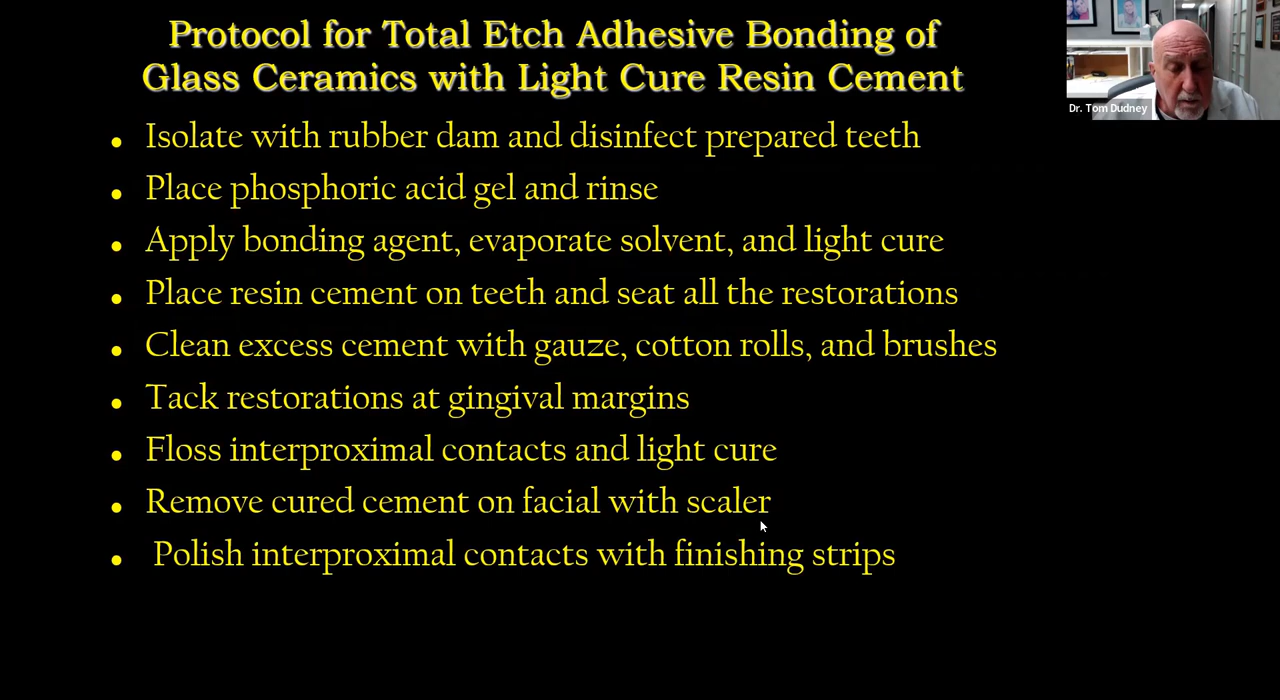 Protocol for Total Etch Adhesive Bonding of
Glass Ceramics with Light Cure Resin Cement
Dr. Tom Dudney
• Isolate with rubber dam and disinfect prepared teeth
• Place phosphoric acid gel and rinse
• Apply bonding agent, evaporate solvent, and light cure
• Place resin cement on teeth and seat all the restorations
• Clean excess cement with gauze, cotton rolls, and brushes
• Tack restorations at gingival margins
• Floss interproximal contacts and light cure
• Remove cured cement on facial with scaler
• Polish interproximal contacts with finishing strips